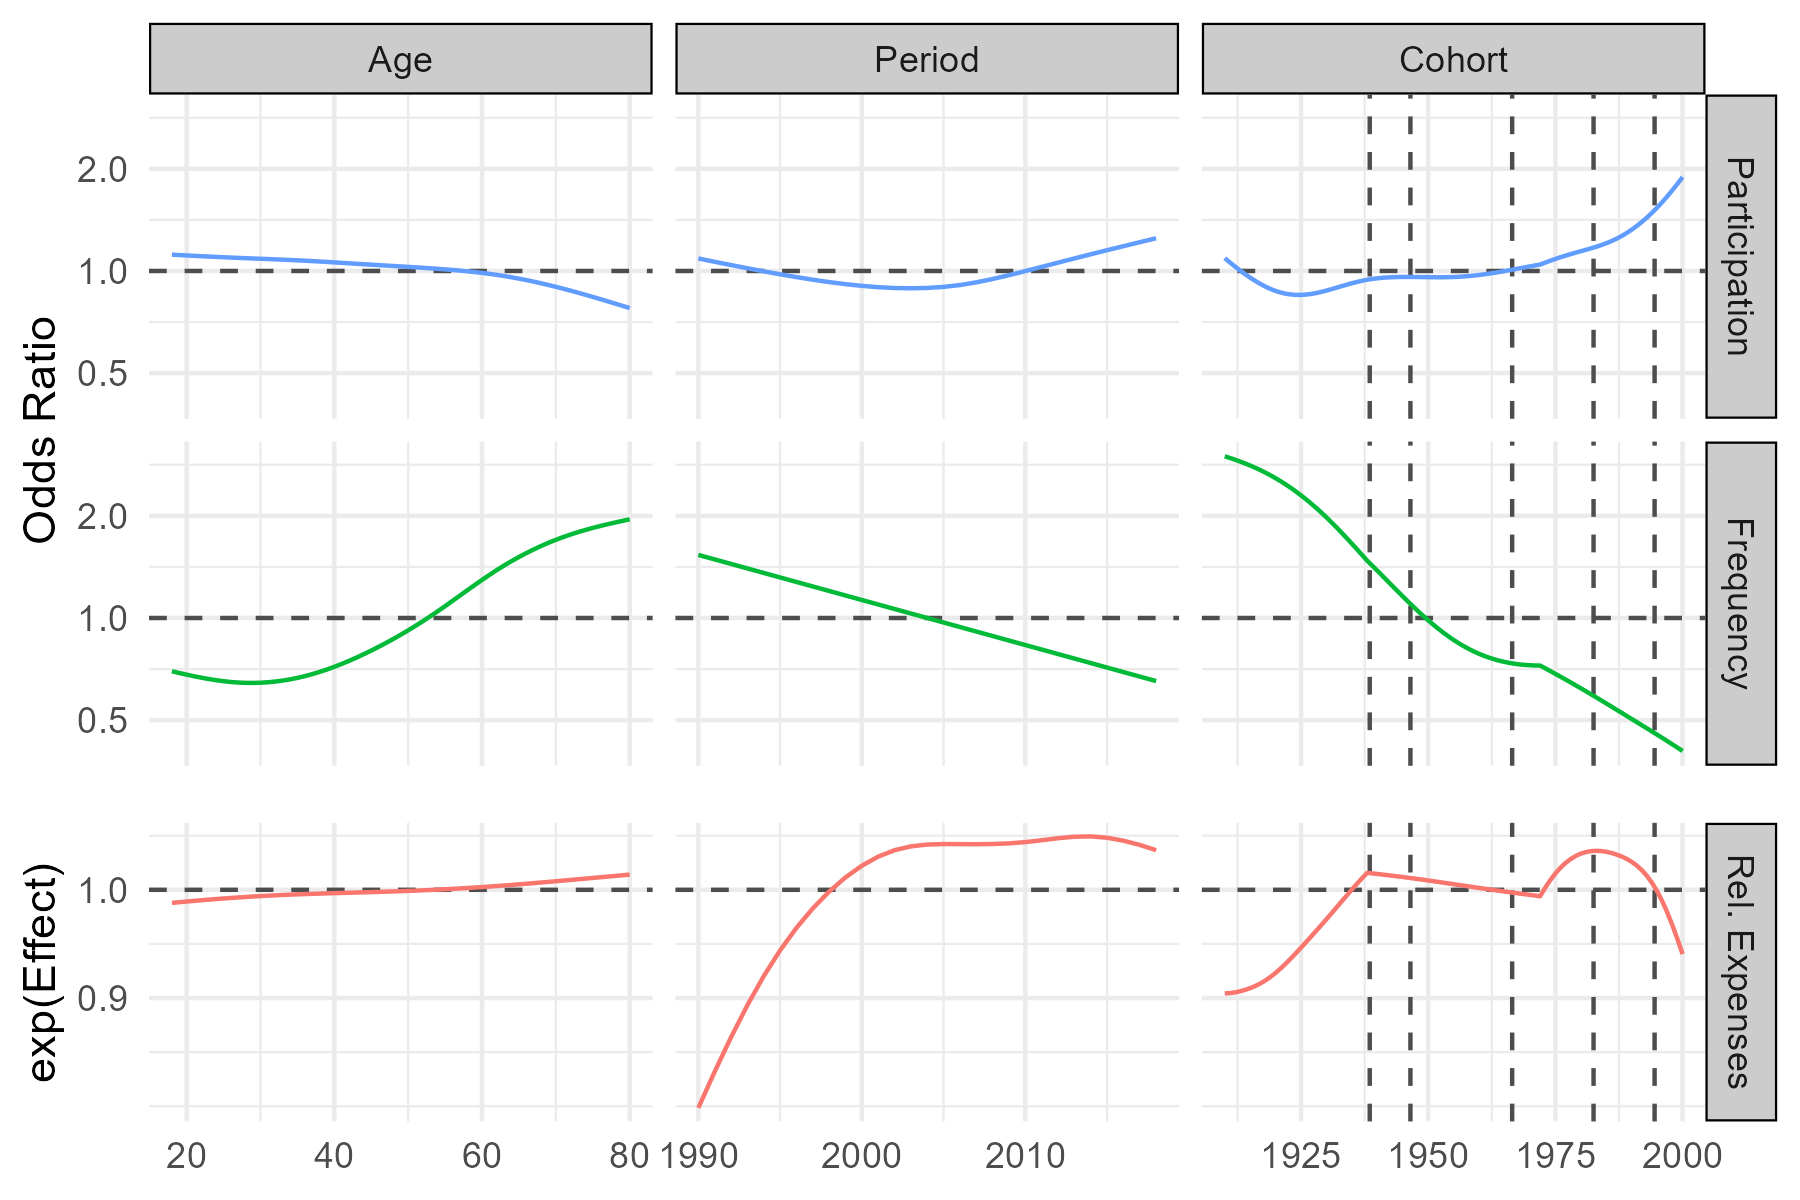 Age
Period
Cohort
Odds Ratio
2.0
1.0
0.5
Participation
2.0
1.0
0.5
Frequency
exp(Effect)
1.0
0.9
Rel. Expenses
20 40 60 80
1990 2000 2010
1925 1950 1975 2000